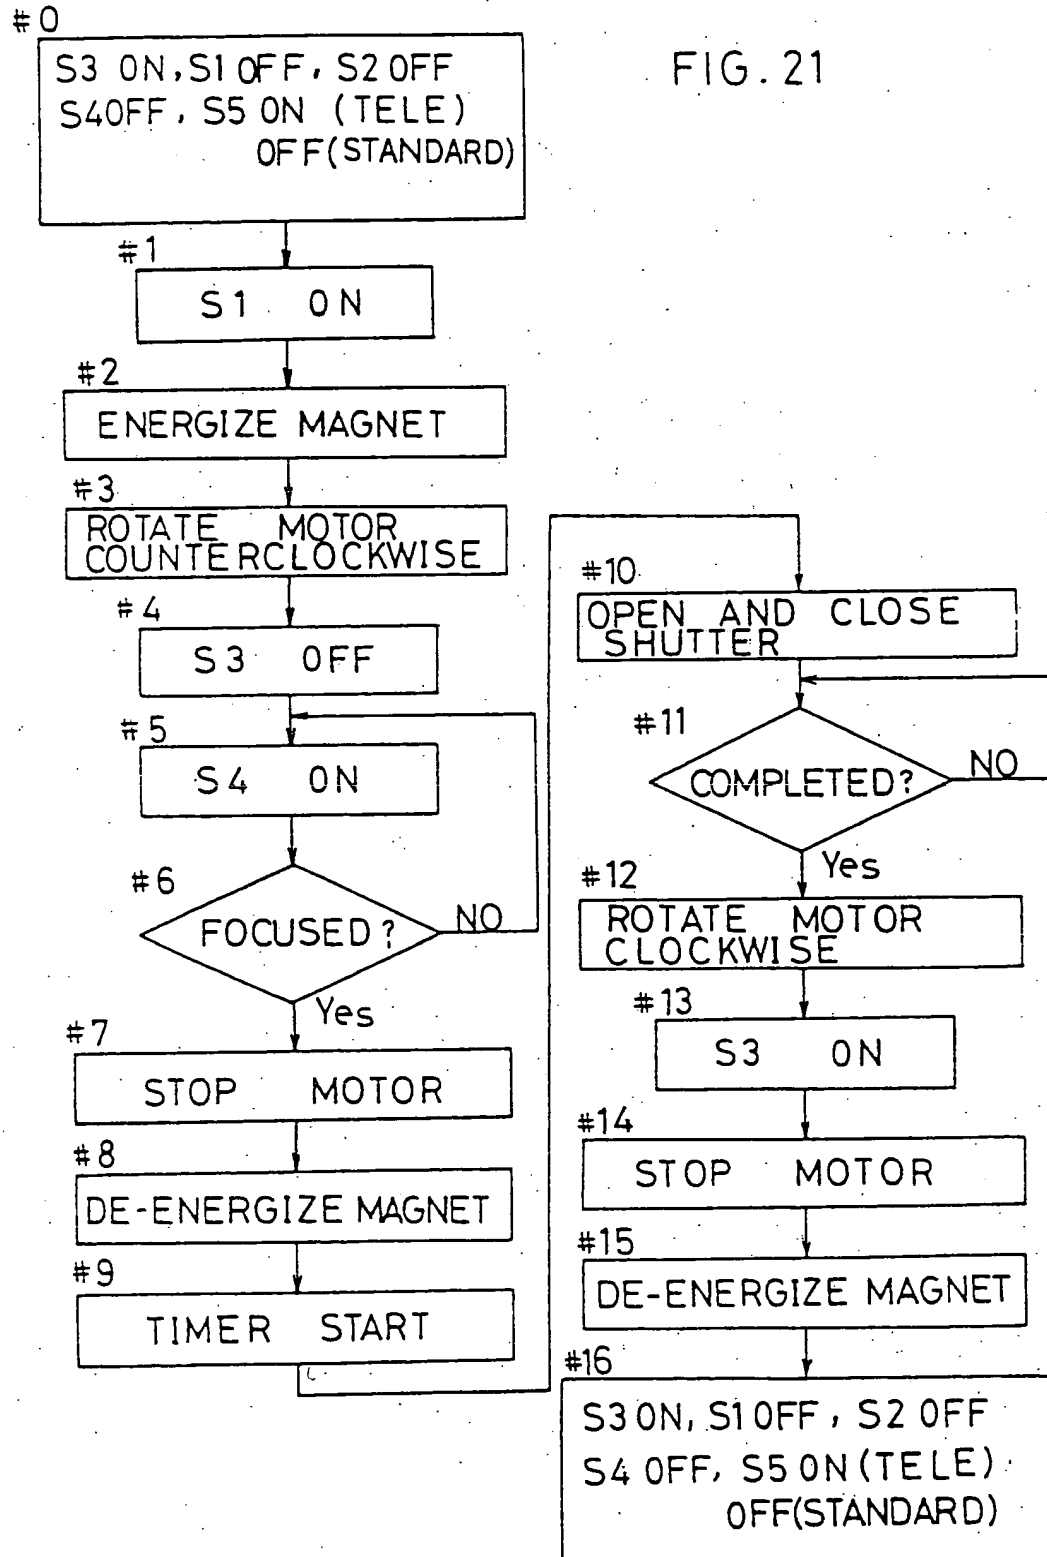 #0
S3 ON, S1 OFF, S2 OFF
S4 OFF, S5 ON (TELE)
OFF(STANDARD)
FIG. 21
#1
S1 ON
#2
ENERGIZE MAGNET
#3
ROTATE MOTOR
COUNTERCLOCKWISE
#4
S3 OFF
#5
S4 ON
#6
FOCUSED?
NO
Yes
#7
STOP MOTOR
#8
DE-ENERGIZE MAGNET
#9
TIMER START
#10
OPEN AND CLOSE
SHUTTER
#11
COMPLETED?
NO
Yes
#12
ROTATE MOTOR
CLOCKWISE
#13
S3 ON
#14
STOP MOTOR
#15
DE-ENERGIZE MAGNET
#16
S3 ON, S1 OFF, S2 OFF
S4 OFF, S5 ON (TELE)
OFF(STANDARD)